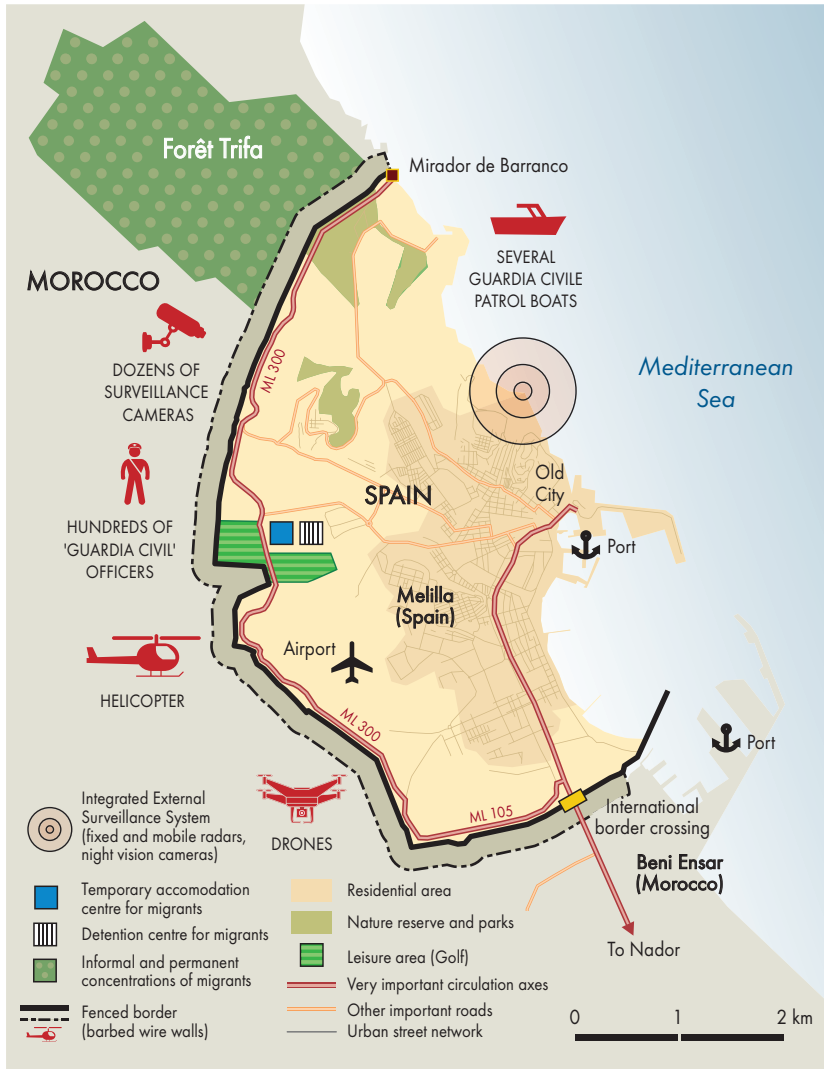 Forêt Trifa
Mirador de Barranco
MOROCCO
SEVERAL
GUARDIA CIVILE
PATROL BOATS
DOZENS OF
SURVEILLANCE
CAMERAS
ML 300
Mediterranean
Sea
HUNDREDS OF
'GUARDIA CIVIL'
OFFICERS
SPAIN
Old
City
Port
Melilla
(Spain)
Airport
HELICOPTER
ML 300
Port
DRONES
ML 105
International
border crossing
Beni Ensar
(Morocco)
To Nador
Integrated External
Surveillance System
(fixed and mobile radars,
night vision cameras)
Temporary accomodation
centre for migrants
Detention centre for migrants
Informal and permanent
concentrations of migrants
Fenced border
(barbed wire walls)
Residential area
Nature reserve and parks
Leisure area (Golf)
Very important circulation axes
Other important roads
Urban street network
0 1 2 km